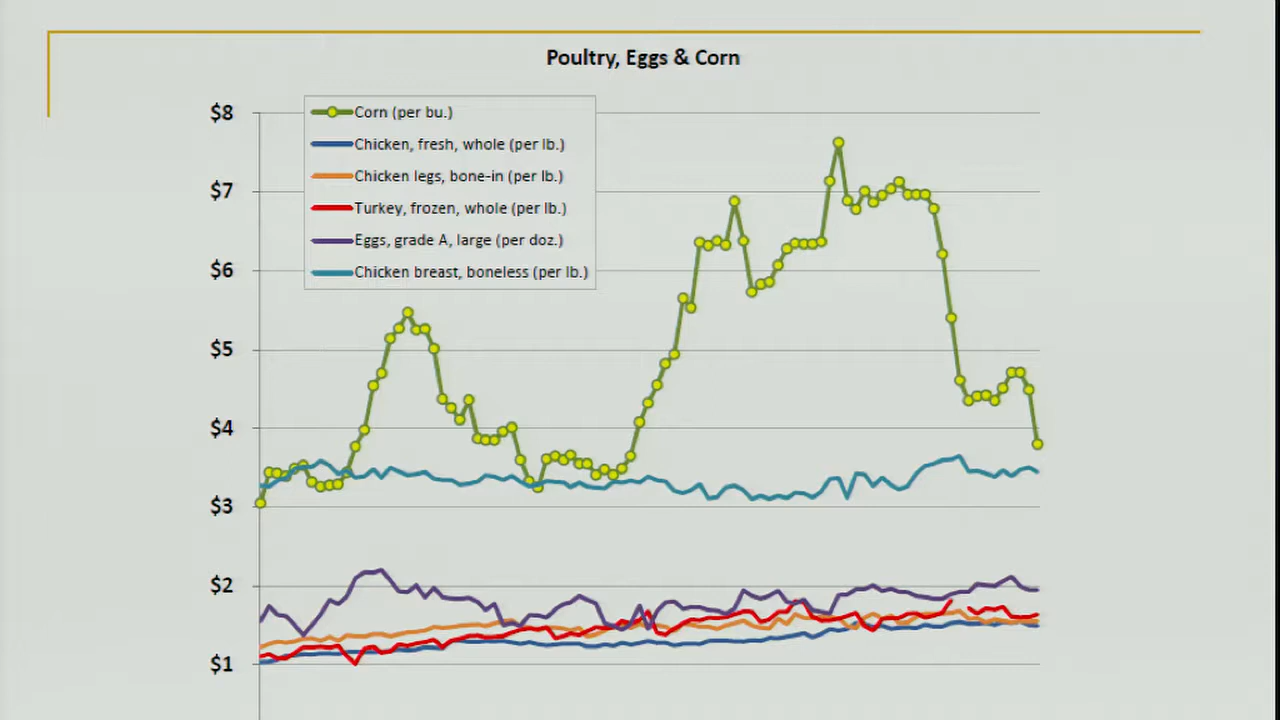 Poultry, Eggs & Corn
$8
$7
$6
$5
$4
$3
$2
$1
Corn (per bu.)
Chicken, fresh, whole (per lb.)
Chicken legs, bone-in (per lb.)
Turkey, frozen, whole (per lb.)
Eggs, grade A, large (per doz.)
Chicken breast, boneless (per lb.)